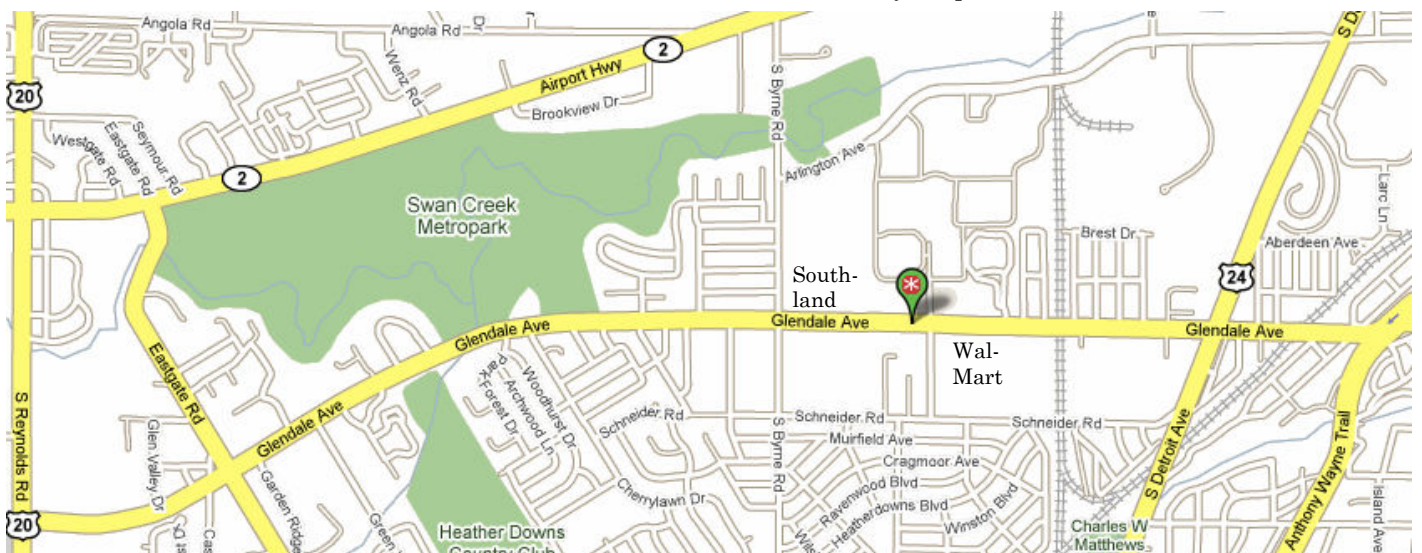 Angola Rd
Angola Rd
Dr
2
S Byrne Rd
20
Wenz Rd
Airport Hwy
Brookview Dr
Westgate Rd
Eastgate Rd
Seymour Rd
2
Arlington Ave
Larc Ln
Swan Creek
Metropark
Brest Dr
Aberdeen Ave
South-
land
24
Glendale Ave
Glendale Ave
Glendale Ave
Wal-
Mart
Eastgate Rd
Park
Forest Dr
Archwood Ln
Woodhurst Dr
S Reynolds Rd
Glendale Ave
Schneider Rd
Schneider Rd
Schneider Rd
Muirfield Ave
S Byrne Rd
Cragmoor Ave
Glen Valley Dr
Cherrylawn Dr
Ravenwood Blvd
Heatherdowns Blvd
Winston Blvd
S Detroit Ave
Anthony Wayne Trail
Island Ave
Garden Ridge
Green
20
Heather Downs
Country Club
Charles W
Matthews